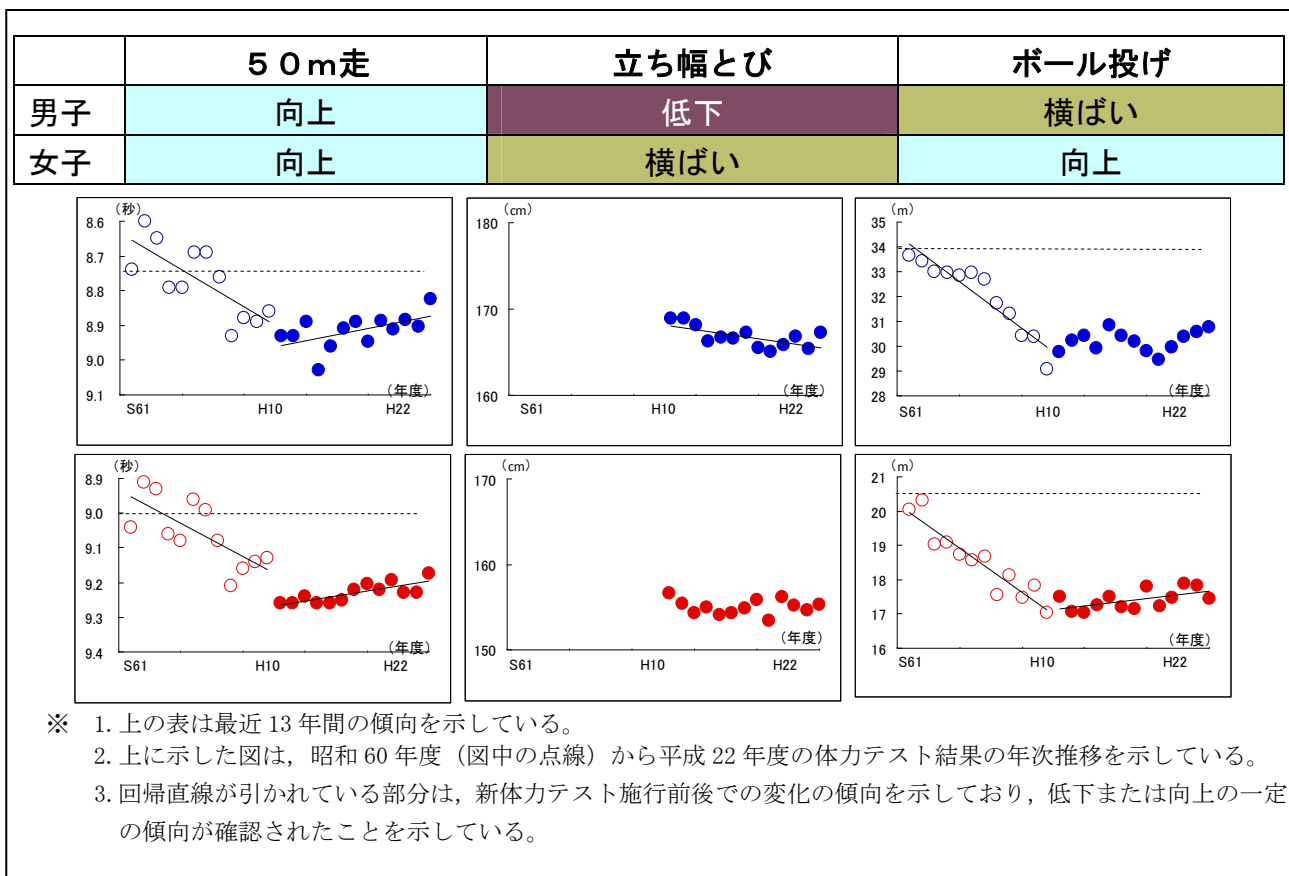 ５０ｍ走 立ち幅とび ボール投げ
男子 向上 低下 横ばい
女子 向上 横ばい 向上
（秒）
8.6
8.7
8.8
8.9
9.0
9.1
S61 H10 H22
（年度）
（cm）
180
170
160
S61 H10 H22
（年度）
（m）
35
34
33
32
31
30
29
28
S61 H10 H22
（年度）
（秒）
8.9
9.0
9.1
9.2
9.3
9.4
S61 H10 H22
（年度）
（cm）
170
160
150
S61 H10 H22
（年度）
（m）
21
20
19
18
17
16
S61 H10 H22
（年度）
※ 1. 上の表は最近 13 年間の傾向を示している。
2. 上に示した図は，昭和 60 年度（図中の点線）から平成 22 年度の体力テスト結果の年次推移を示している。
3. 回帰直線が引かれている部分は，新体力テスト施行前後での変化の傾向を示しており，低下または向上の一定
の傾向が確認されたことを示している。